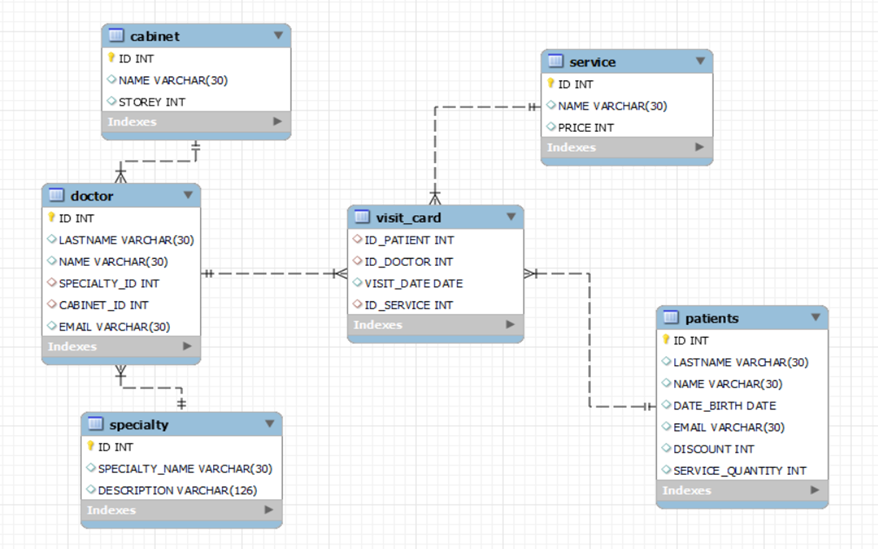 cabinet
ID INT
NAME VARCHAR(30)
STOREY INT
Indexes
service
ID INT
NAME VARCHAR(30)
PRICE INT
Indexes
doctor
ID INT
LASTNAME VARCHAR(30)
NAME VARCHAR(30)
SPECIALTY_ID INT
CABINET_ID INT
EMAIL VARCHAR(30)
Indexes
visit_card
ID_PATIENT INT
ID_DOCTOR INT
VISIT_DATE DATE
ID_SERVICE INT
Indexes
patients
ID INT
LASTNAME VARCHAR(30)
NAME VARCHAR(30)
DATE_BIRTH DATE
EMAIL VARCHAR(30)
DISCOUNT INT
SERVICE_QUANTITY INT
Indexes
specialty
ID INT
SPECIALTY_NAME VARCHAR(30)
DESCRIPTION VARCHAR(126)
Indexes